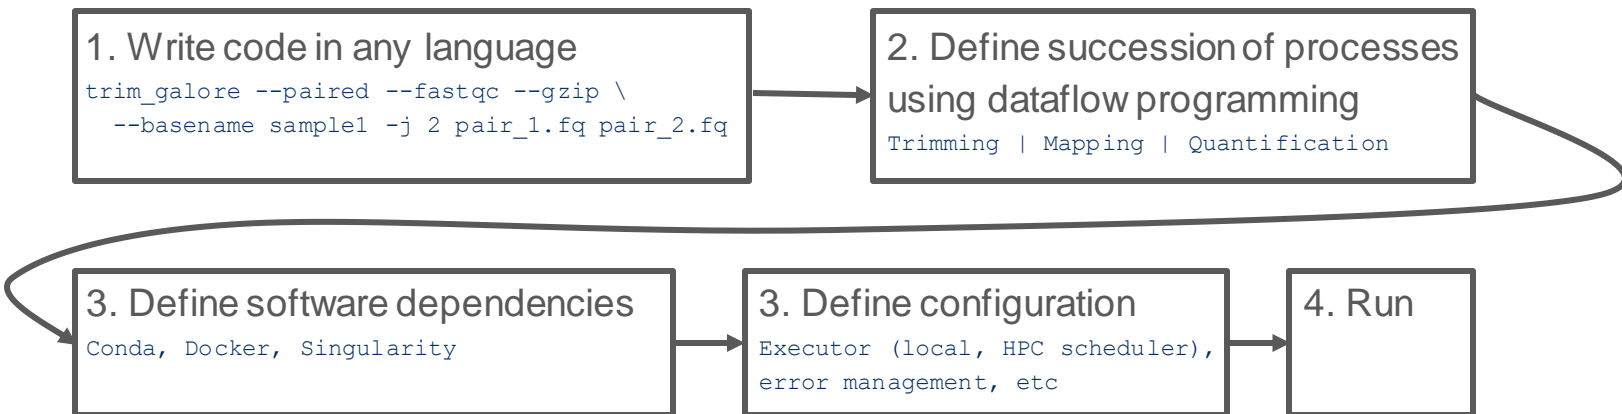 1. Write code in any language
trim_galore --paired --fastqc --gzip \
--basename sample1 -j 2 pair_1.fq pair_2.fq
2. Define succession of processes
using dataflow programming
Trimming | Mapping | Quantification
3. Define software dependencies
Conda, Docker, Singularity
3. Define configuration
Executor (local, HPC scheduler),
error management, etc
4. Run